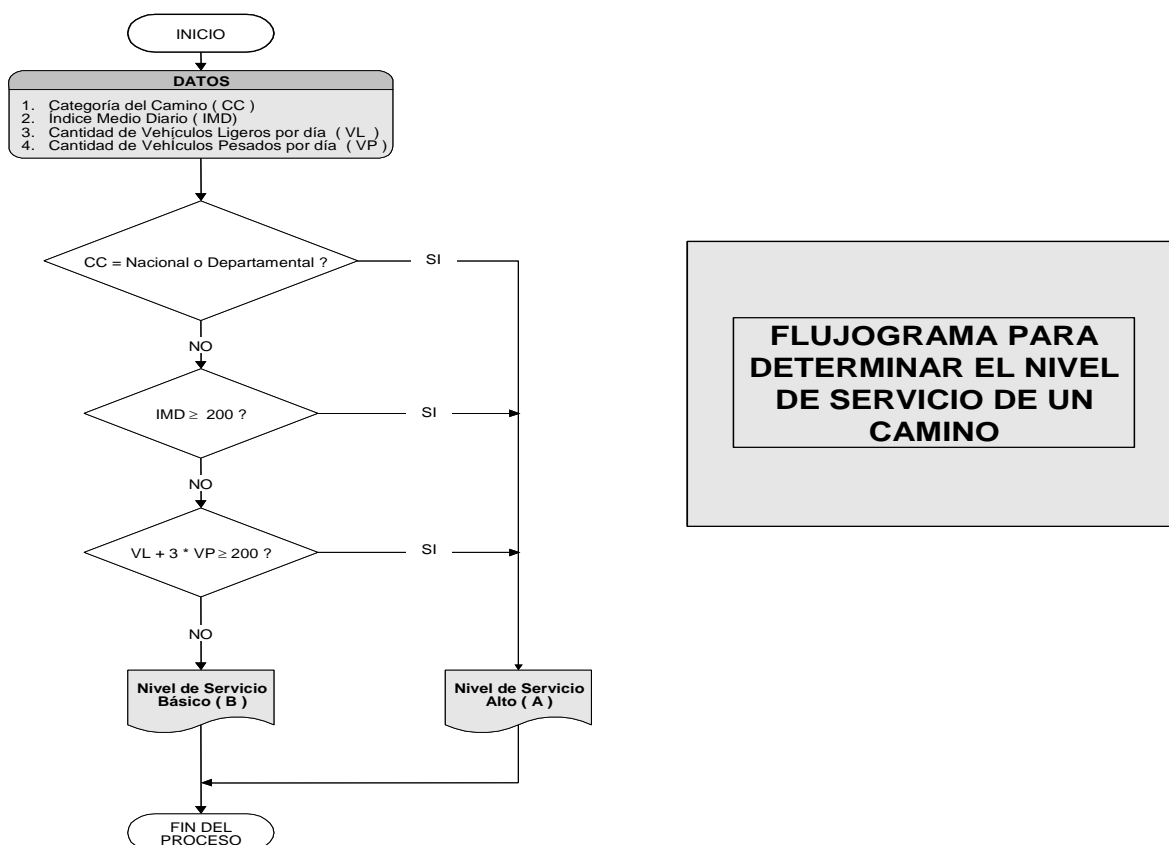 INICIO
DATOS
1. Categoría del Camino ( CC )
2. Índice Medio Diario ( IMD)
3. Cantidad de Vehículos Ligeros por día ( VL )
4. Cantidad de Vehículos Pesados por día ( VP )
CC = Nacional o Departamental ?
SI
NO
IMD ≥ 200 ?
SI
NO
VL + 3 * VP ≥ 200 ?
SI
NO
Nivel de Servicio
Básico ( B )
Nivel de Servicio
Alto ( A )
FIN DEL
PROCESO
FLUJOGRAMA PARA
DETERMINAR EL NIVEL
DE SERVICIO DE UN
CAMINO